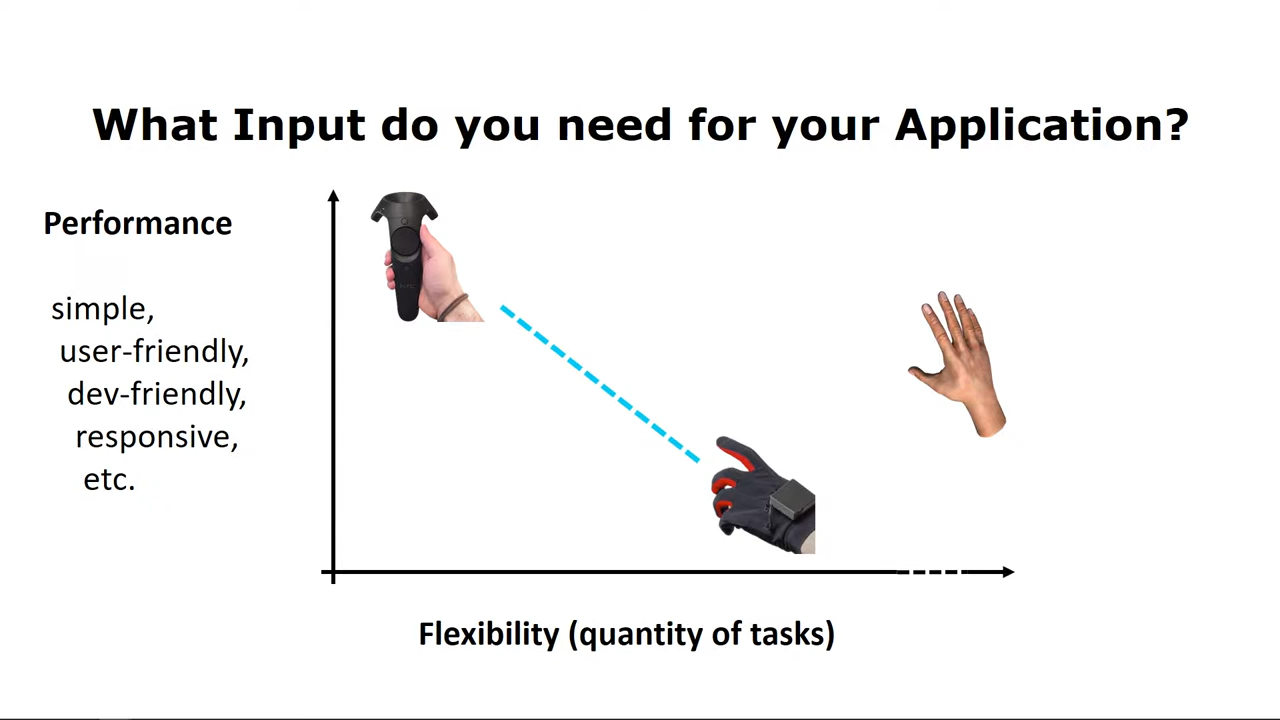 What Input do you need for your Application?
Performance
simple,
user-friendly,
dev-friendly,
responsive,
etc.
Flexibility (quantity of tasks)